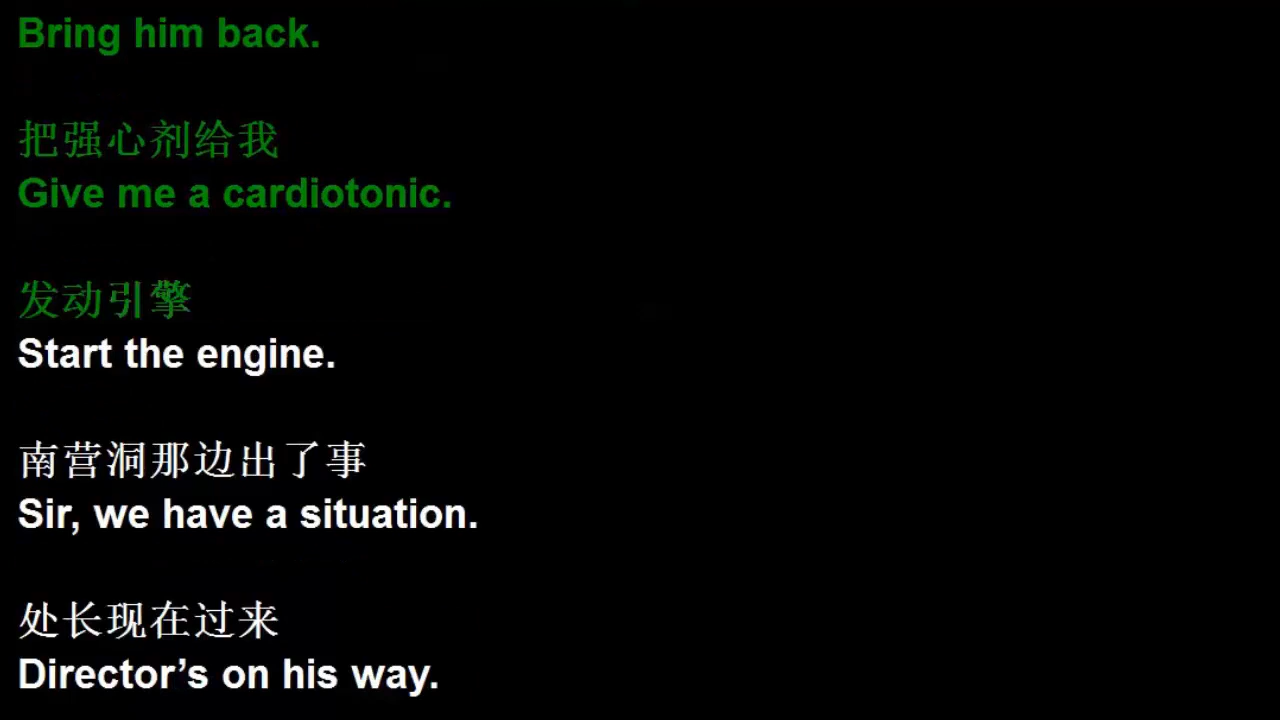 Bring him back.
把强心剂给我
Give me a cardiotonic.
发动引擎
Start the engine.
南营洞那边出了事
Sir, we have a situation.
处长现在过来
Director’s on his way.